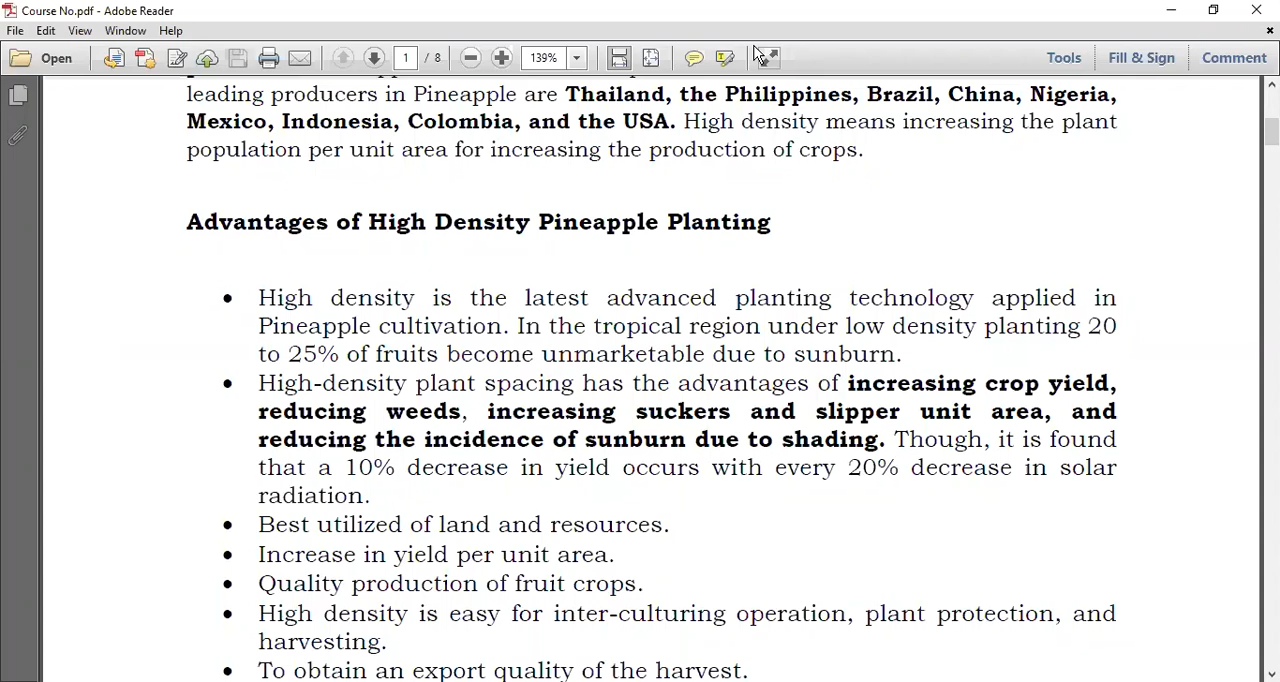 Course No.pdf - Adobe Reader
File Edit View Window Help
Open 1 / 8 139% Tools Fill & Sign Comment
leading producers in Pineapple are Thailand, the Philippines, Brazil, China, Nigeria,
Mexico, Indonesia, Colombia, and the USA. High density means increasing the plant
population per unit area for increasing the production of crops.
Advantages of High Density Pineapple Planting
• High density is the latest advanced planting technology applied in
Pineapple cultivation. In the tropical region under low density planting 20
to 25% of fruits become unmarketable due to sunburn.
• High-density plant spacing has the advantages of increasing crop yield,
reducing weeds, increasing suckers and slipper unit area, and
reducing the incidence of sunburn due to shading. Though, it is found
that a 10% decrease in yield occurs with every 20% decrease in solar
radiation.
• Best utilized of land and resources.
• Increase in yield per unit area.
• Quality production of fruit crops.
• High density is easy for inter-culturing operation, plant protection, and
harvesting.
• To obtain an export quality of the harvest.